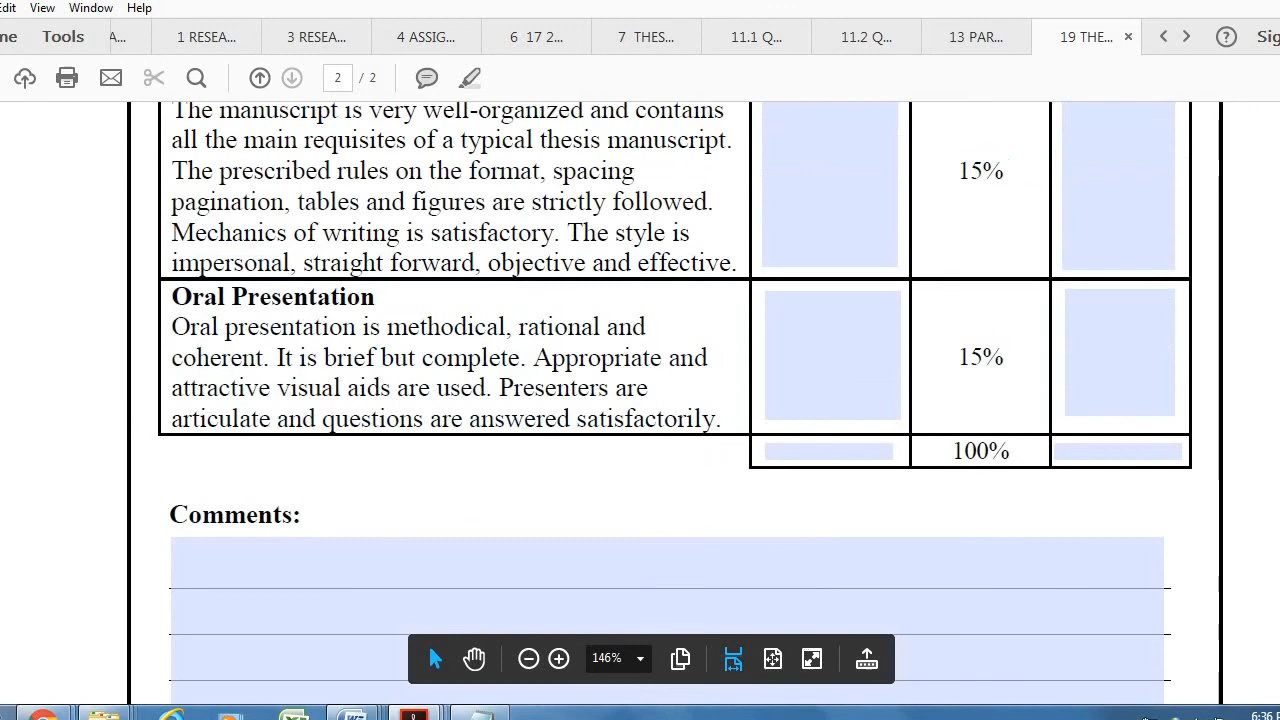 Edit View Window Help
me Tools A... 1 RESEA... 3 RESEA... 4 ASSIG... 6 17 2... 7 THES... 11.1 Q... 11.2 Q... 13 PAR... 19 THE... × ? Sig
2 / 2
The manuscript is very well-organized and contains
all the main requisites of a typical thesis manuscript.
The prescribed rules on the format, spacing
pagination, tables and figures are strictly followed.
Mechanics of writing is satisfactory. The style is
impersonal, straight forward, objective and effective.
15%
Oral Presentation
Oral presentation is methodical, rational and
coherent. It is brief but complete. Appropriate and
attractive visual aids are used. Presenters are
articulate and questions are answered satisfactorily.
15%
100%
Comments:
146%
6:36 P